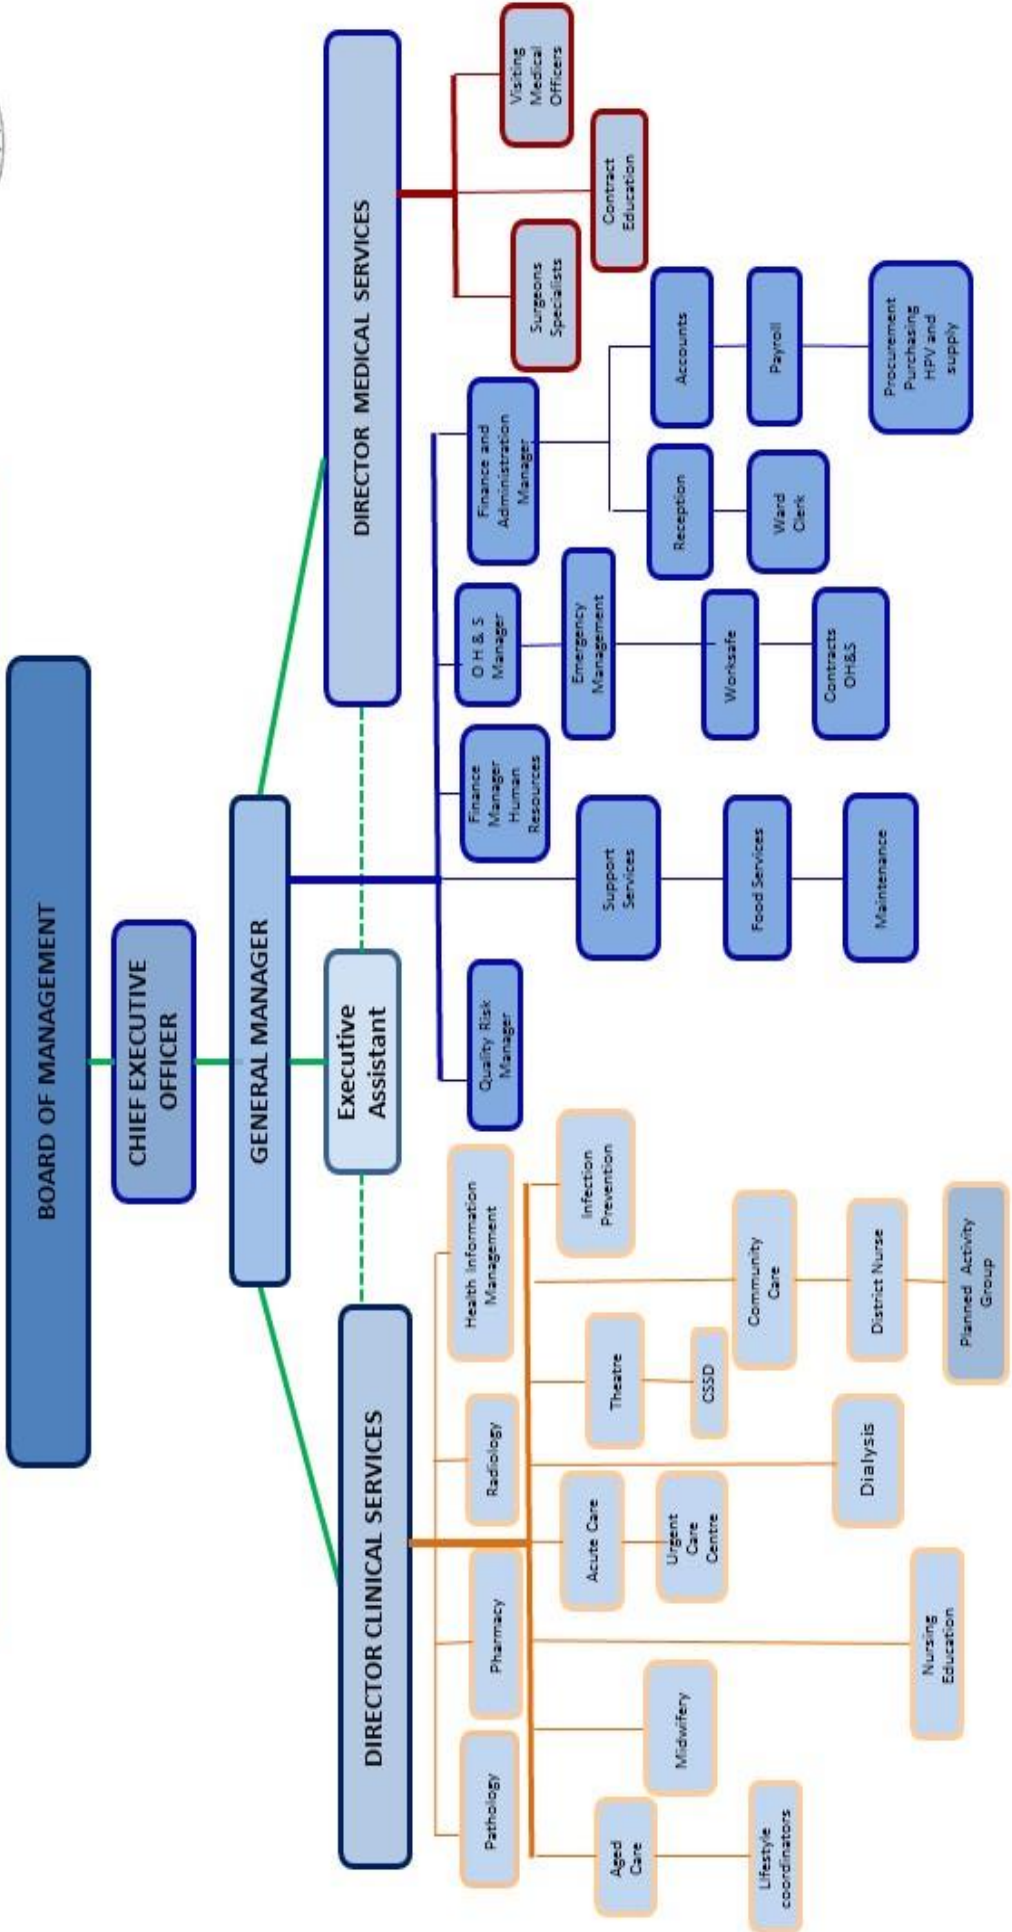 BOARD OF MANAGEMENT
CHIEF EXECUTIVE
OFFICER
GENERAL MANAGER
DIRECTOR CLINICAL SERVICES
Executive
Assistant
DIRECTOR MEDICAL SERVICES
Pathology
Pharmacy
Radiology
Health Information
Management
Aged
Care
Lifestyle
coordinators
Midwifery
Nursing
Education
Acute Care
Urgent
Care
Centre
Dialysis
Theatre
CSSD
Community
Care
District Nurse
Planned Activity
Group
Infection
Prevention
Quality Risk
Manager
Support
Services
Food Services
Maintenance
Finance
Manager
Human
Resources
O H & S
Manager
Emergency
Management
Worksafe
Contracts
OH&S
Finance and
Administration
Manager
Reception
Ward
Clerk
Accounts
Payroll
Procurement
Purchasing
HPV and
supply
Surgeons
Specialists
Contract
Education
Visiting
Medical
Officers